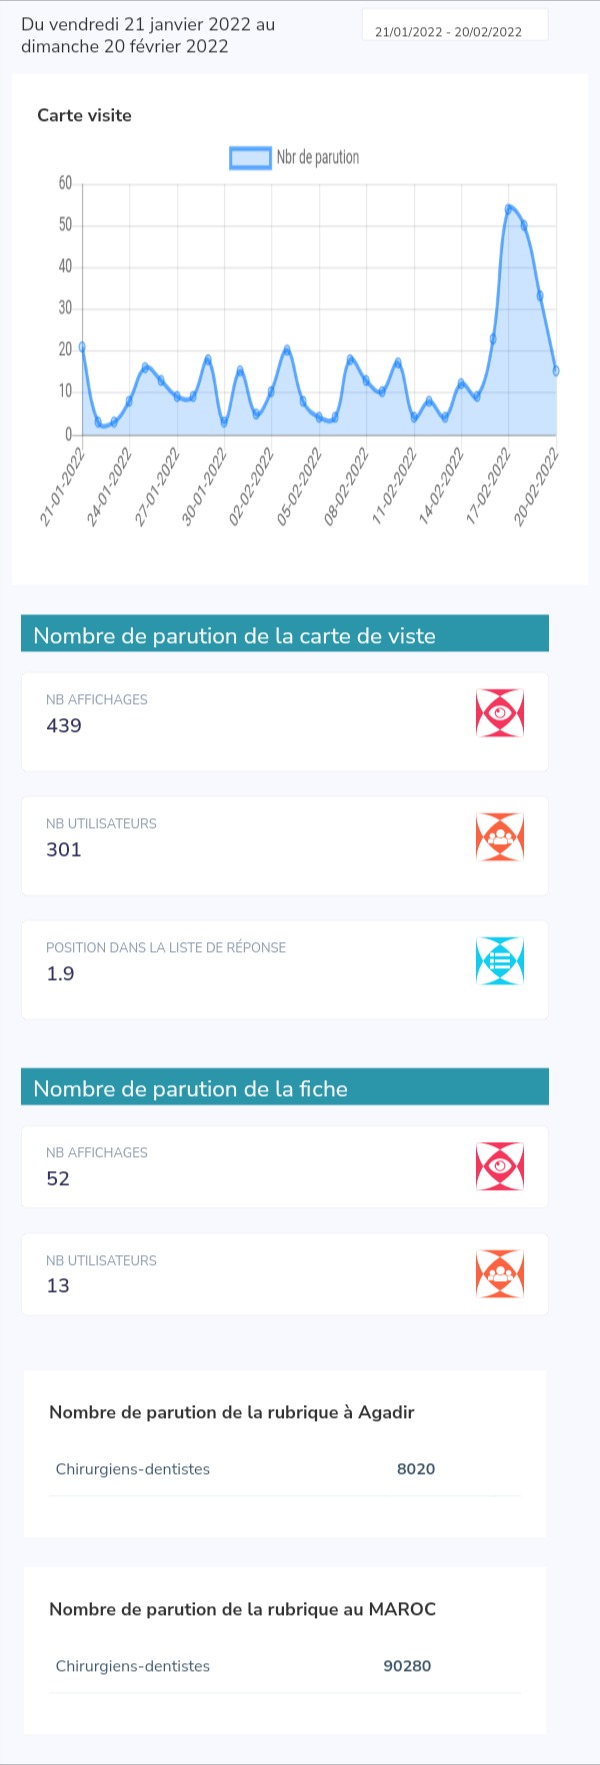 Du vendredi 21 janvier 2022 au
dimanche 20 février 2022
21/01/2022 - 20/02/2022
Carte visite
Nbr de parution
60
50
40
30
20
10
0
21-01-2022
24-01-2022
27-01-2022
30-01-2022
02-02-2022
05-02-2022
08-02-2022
11-02-2022
14-02-2022
17-02-2022
20-02-2022
Nombre de parution de la carte de viste
NB AFFICHAGES
439
NB UTILISATEURS
301
POSITION DANS LA LISTE DE RÉPONSE
1.9
Nombre de parution de la fiche
NB AFFICHAGES
52
NB UTILISATEURS
13
Nombre de parution de la rubrique à Agadir
Chirurgiens-dentistes 8020
Nombre de parution de la rubrique au MAROC
Chirurgiens-dentistes 90280